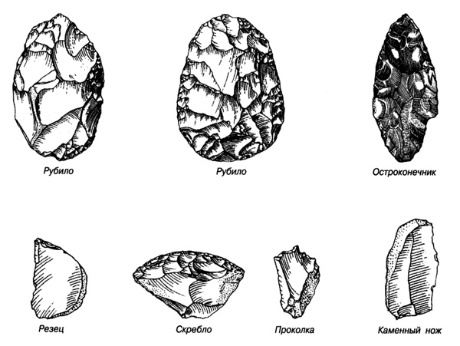 Рубило
Рубило
Остроконечник
Резец
Скребло
Проколка
Каменный нож